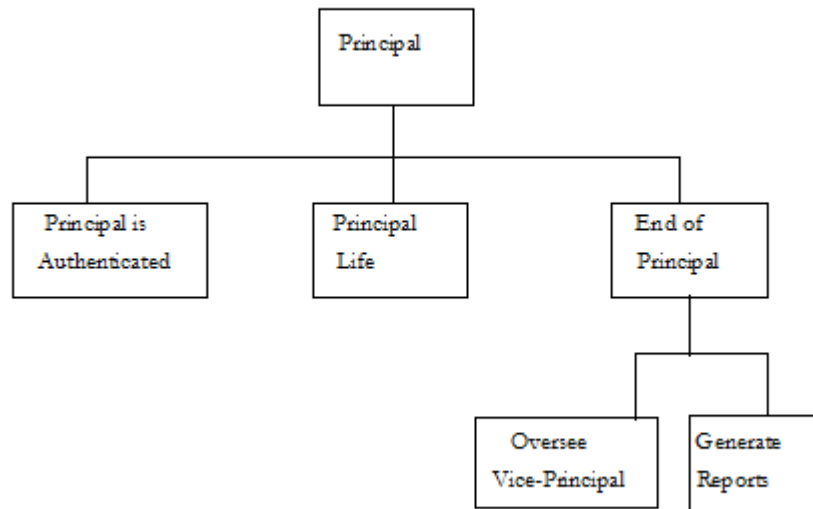 Principal
Principal is
Authenticated
Principal
Life
End of
Principal
Oversee
Vice-Principal
Generate
Reports